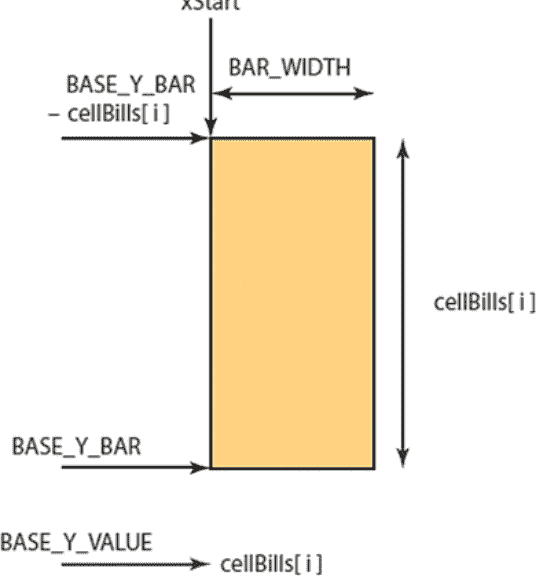 xStart
BAR_WIDTH
BASE_Y_BAR
– cellBills[i]
cellBills[i]
BASE_Y_BAR
BASE_Y_VALUE
cellBills[i]